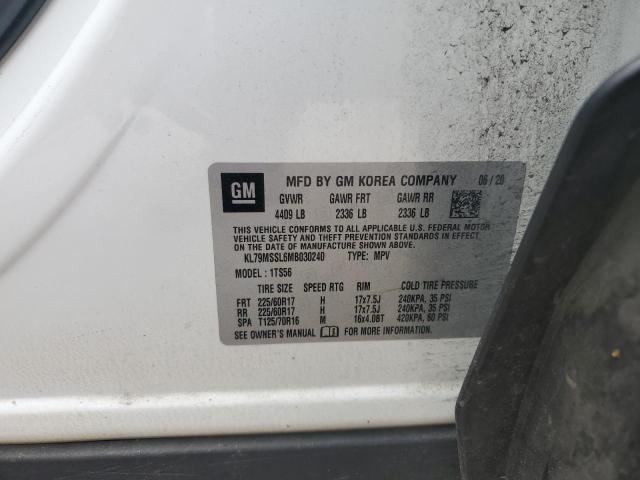 GM
MFD BY GM KOREA COMPANY 06/20
GVWR GAWR FRT GAWR RR
4409 LB 2336 LB 2336 LB
THIS VEHICLE CONFORMS TO ALL APPLICABLE U.S. FEDERAL MOTOR
VEHICLE SAFETY AND THEFT PREVENTION STANDARDS IN EFFECT
ON THE DATE OF MANUFACTURE SHOWN ABOVE.
KL79MSSL6MB030240 TYPE: MPV
MODEL : 1TS56
TIRE SIZE SPEED RTG RIM COLD TIRE PRESSURE
FRT 225/60R17 H 17x7.5J 240KPA, 35 PSI
RR 225/60R17 H 17x7.5J 240KPA, 35 PSI
SPA T125/70R16 M 16x4.0BT 420KPA, 60 PSI
SEE OWNER'S MANUAL FOR MORE INFORMATION.